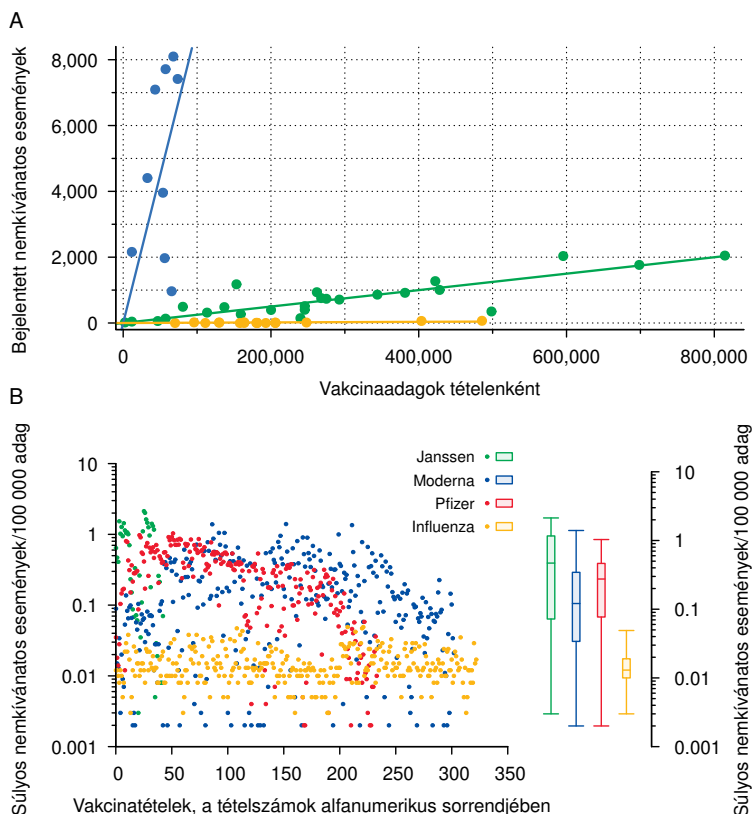 A
Bejelentett nemkívánatos események
8,000
6,000
4,000
2,000
0
0
200,000
400,000
600,000
800,000
Vakcinaadagok tételenként
B
Súlyos nemkívánatos események/100 000 adag
10
1
0.1
0.01
0.001
0
50
100
150
200
250
300
350
Vakcinatételek, a tételszámok alfanumerikus sorrendjében
Janssen
Moderna
Pfizer
Influenza
10
1
0.1
0.01
0.001
Súlyos nemkívánatos események/100 000 adag